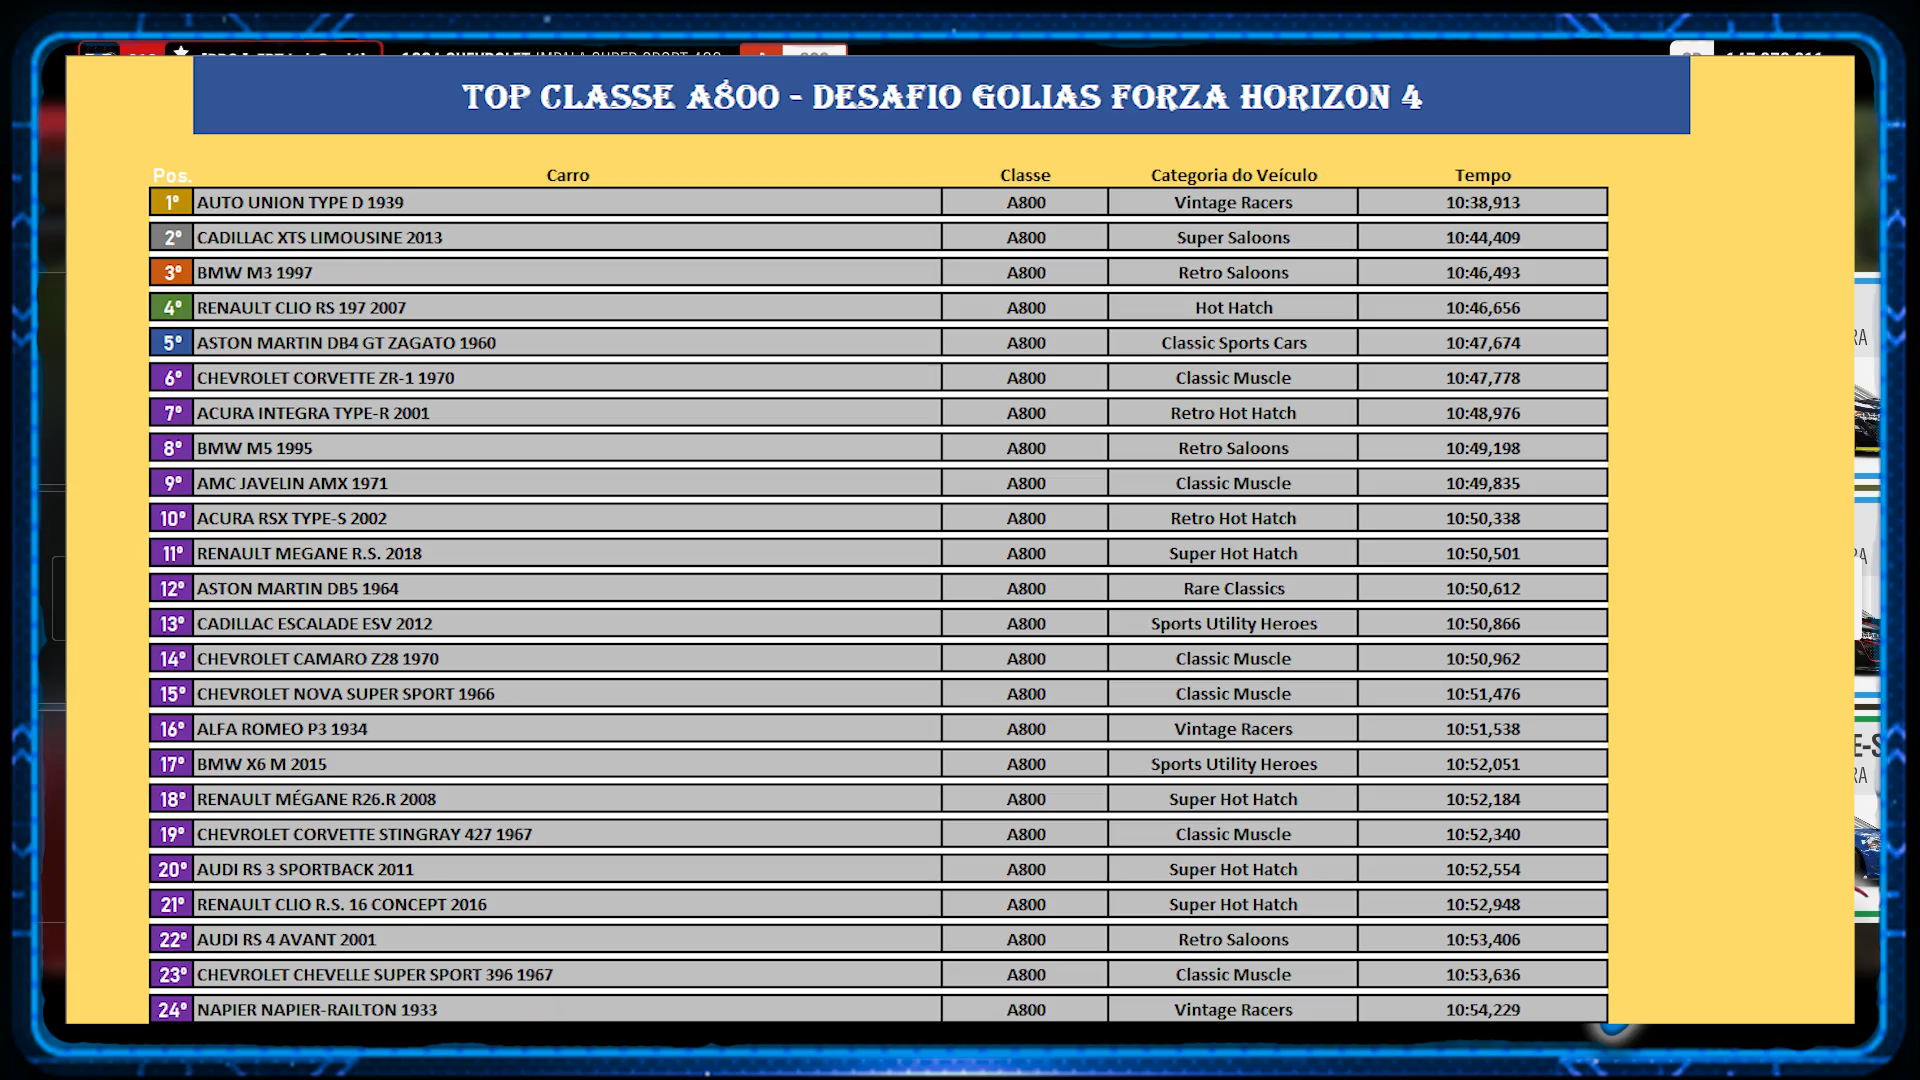 TOP CLASSE A800 - DESAFIO GOLIAS FORZA HORIZON 4
Pos. Carro Classe Categoria do Veículo Tempo
1º AUTO UNION TYPE D 1939 A800 Vintage Racers 10:38,913
2º CADILLAC XTS LIMOUSINE 2013 A800 Super Saloons 10:44,409
3º BMW M3 1997 A800 Retro Saloons 10:46,493
4º RENAULT CLIO RS 197 2007 A800 Hot Hatch 10:46,656
5º ASTON MARTIN DB4 GT ZAGATO 1960 A800 Classic Sports Cars 10:47,674
6º CHEVROLET CORVETTE ZR-1 1970 A800 Classic Muscle 10:47,778
7º ACURA INTEGRA TYPE-R 2001 A800 Retro Hot Hatch 10:48,976
8º BMW M5 1995 A800 Retro Saloons 10:49,198
9º AMC JAVELIN AMX 1971 A800 Classic Muscle 10:49,835
10º ACURA RSX TYPE-S 2002 A800 Retro Hot Hatch 10:50,338
11º RENAULT MEGANE R.S. 2018 A800 Super Hot Hatch 10:50,501
12º ASTON MARTIN DB5 1964 A800 Rare Classics 10:50,612
13º CADILLAC ESCALADE ESV 2012 A800 Sports Utility Heroes 10:50,866
14º CHEVROLET CAMARO Z28 1970 A800 Classic Muscle 10:50,962
15º CHEVROLET NOVA SUPER SPORT 1966 A800 Classic Muscle 10:51,476
16º ALFA ROMEO P3 1934 A800 Vintage Racers 10:51,538
17º BMW X6 M 2015 A800 Sports Utility Heroes 10:52,051
18º RENAULT MÉGANE R26.R 2008 A800 Super Hot Hatch 10:52,184
19º CHEVROLET CORVETTE STINGRAY 427 1967 A800 Classic Muscle 10:52,340
20º AUDI RS 3 SPORTBACK 2011 A800 Super Hot Hatch 10:52,554
21º RENAULT CLIO R.S. 16 CONCEPT 2016 A800 Super Hot Hatch 10:52,948
22º AUDI RS 4 AVANT 2001 A800 Retro Saloons 10:53,406
23º CHEVROLET CHEVELLE SUPER SPORT 396 1967 A800 Classic Muscle 10:53,636
24º NAPIER NAPIER-RAILTON 1933 A800 Vintage Racers 10:54,229